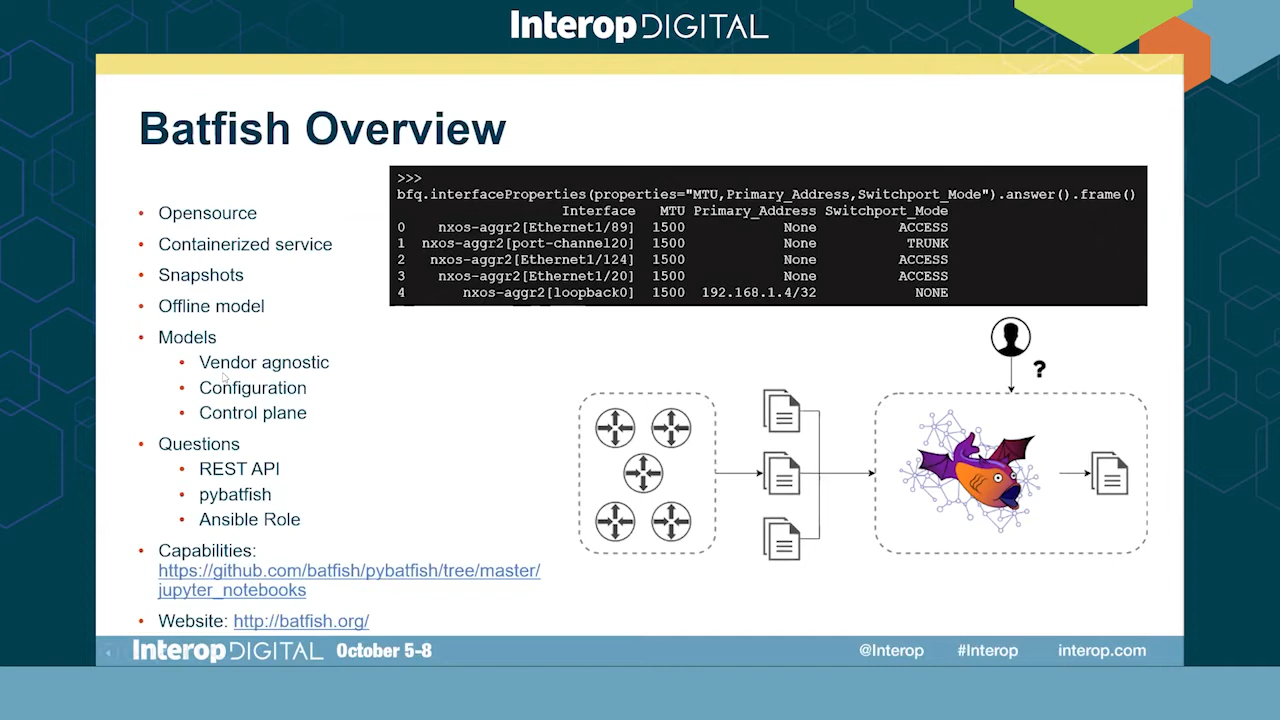 Interop DIGITAL
Batfish Overview
>>>
bfq.interfaceProperties(properties="MTU,Primary_Address,Switchport_Mode").answer().frame()
Interface MTU Primary_Address Switchport_Mode
0 nxos-aggr2[Ethernet1/89] 1500 None ACCESS
1 nxos-aggr2[port-channel20] 1500 None TRUNK
2 nxos-aggr2[Ethernet1/124] 1500 None ACCESS
3 nxos-aggr2[Ethernet1/20] 1500 None ACCESS
4 nxos-aggr2[loopback0] 1500 192.168.1.4/32 NONE
• Opensource
• Containerized service
• Snapshots
• Offline model
• Models
• Vendor agnostic
• Configuration
• Control plane
• Questions
• REST API
• pybatfish
• Ansible Role
• Capabilities:
https://github.com/batfish/pybatfish/tree/master/
jupyter_notebooks
• Website: http://batfish.org/
?
Interop DIGITAL October 5-8
@Interop #Interop interop.com